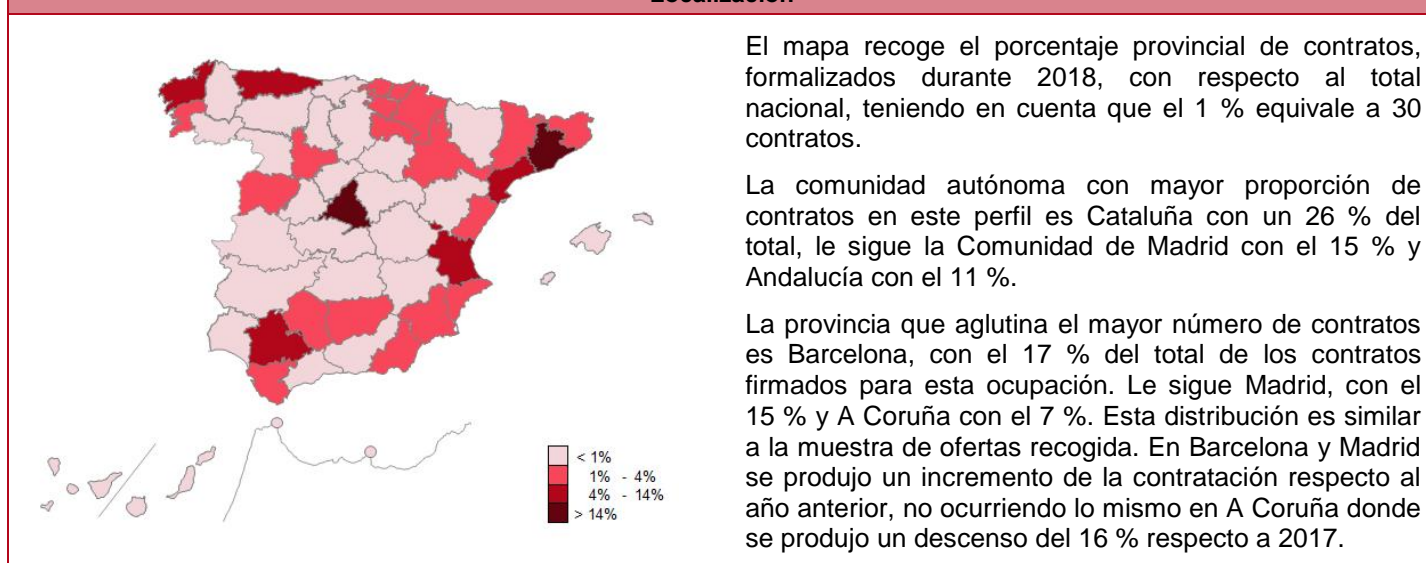 Localización
El mapa recoge el porcentaje provincial de contratos,
formalizados durante 2018, con respecto al total
nacional, teniendo en cuenta que el 1 % equivale a 30
contratos.
La comunidad autónoma con mayor proporción de
contratos en este perfil es Cataluña con un 26 % del
total, le sigue la Comunidad de Madrid con el 15 % y
Andalucía con el 11 %.
La provincia que aglutina el mayor número de contratos
es Barcelona, con el 17 % del total de los contratos
firmados para esta ocupación. Le sigue Madrid, con el
15 % y A Coruña con el 7 %. Esta distribución es similar
a la muestra de ofertas recogida. En Barcelona y Madrid
se produjo un incremento de la contratación respecto al
año anterior, no ocurriendo lo mismo en A Coruña donde
se produjo un descenso del 16 % respecto a 2017.
< 1%
1% - 4%
4% - 14%
> 14%